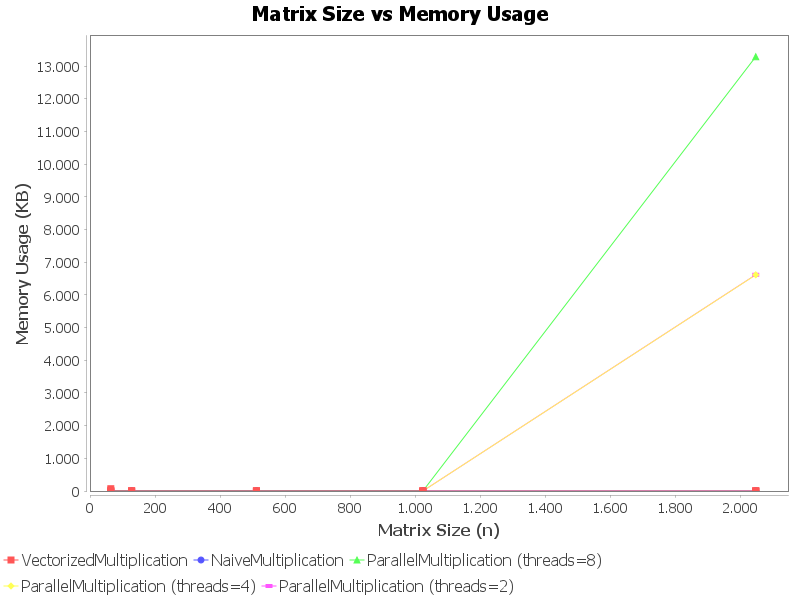 Matrix Size vs Memory Usage
13.000
12.000
11.000
10.000
9.000
8.000
7.000
6.000
5.000
4.000
3.000
2.000
1.000
0
Memory Usage (KB)
0 200 400 600 800 1.000 1.200 1.400 1.600 1.800 2.000
Matrix Size (n)
VectorizedMultiplication NaiveMultiplication ParallelMultiplication (threads=8)
ParallelMultiplication (threads=4) ParallelMultiplication (threads=2)